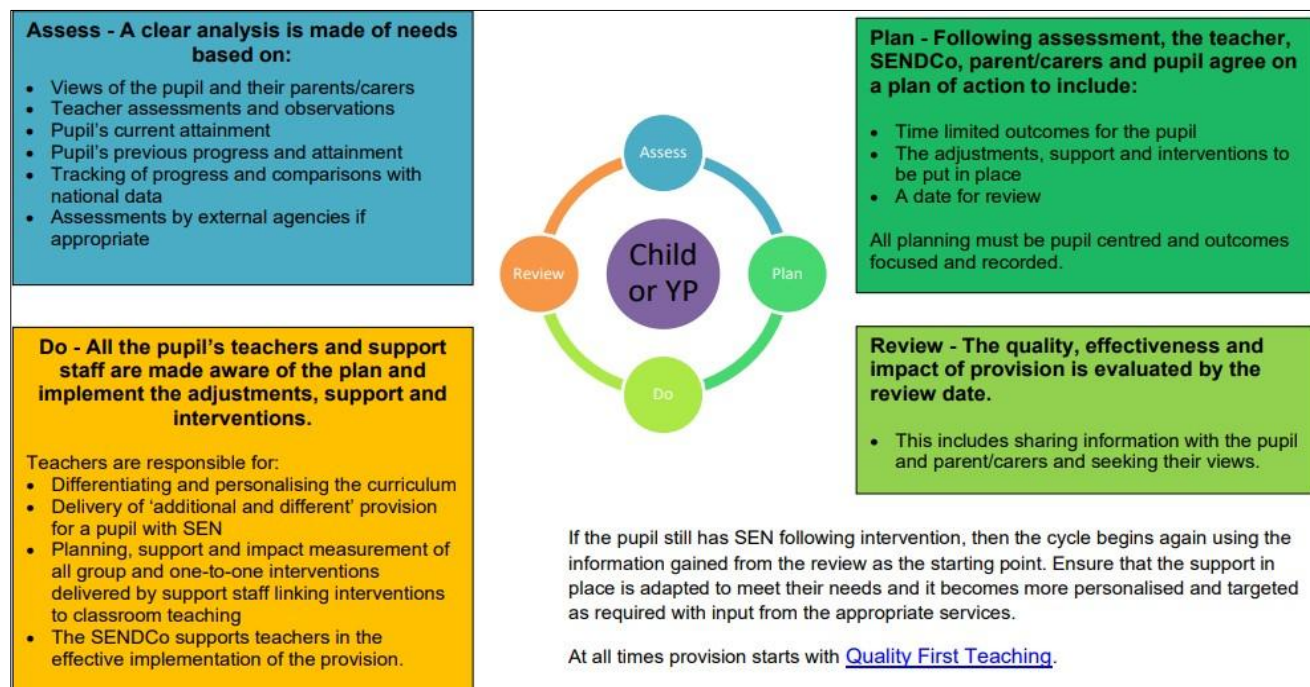 Assess - A clear analysis is made of needs
based on:
• Views of the pupil and their parents/carers
• Teacher assessments and observations
• Pupil's current attainment
• Pupil's previous progress and attainment
• Tracking of progress and comparisons with
national data
• Assessments by external agencies if
appropriate
Plan - Following assessment, the teacher,
SENDCo, parent/carers and pupil agree on
a plan of action to include:
• Time limited outcomes for the pupil
• The adjustments, support and interventions to
be put in place
• A date for review
All planning must be pupil centred and outcomes
focused and recorded.
Assess
Review
Child
or YP
Plan
Do
Do - All the pupil's teachers and support
staff are made aware of the plan and
implement the adjustments, support and
interventions.
Teachers are responsible for:
• Differentiating and personalising the curriculum
• Delivery of 'additional and different' provision
for a pupil with SEN
• Planning, support and impact measurement of
all group and one-to-one interventions
delivered by support staff linking interventions
to classroom teaching
• The SENDCo supports teachers in the
effective implementation of the provision.
Review - The quality, effectiveness and
impact of provision is evaluated by the
review date.
• This includes sharing information with the pupil
and parent/carers and seeking their views.
If the pupil still has SEN following intervention, then the cycle begins again using the
information gained from the review as the starting point. Ensure that the support in
place is adapted to meet their needs and it becomes more personalised and targeted
as required with input from the appropriate services.
At all times provision starts with Quality First Teaching.